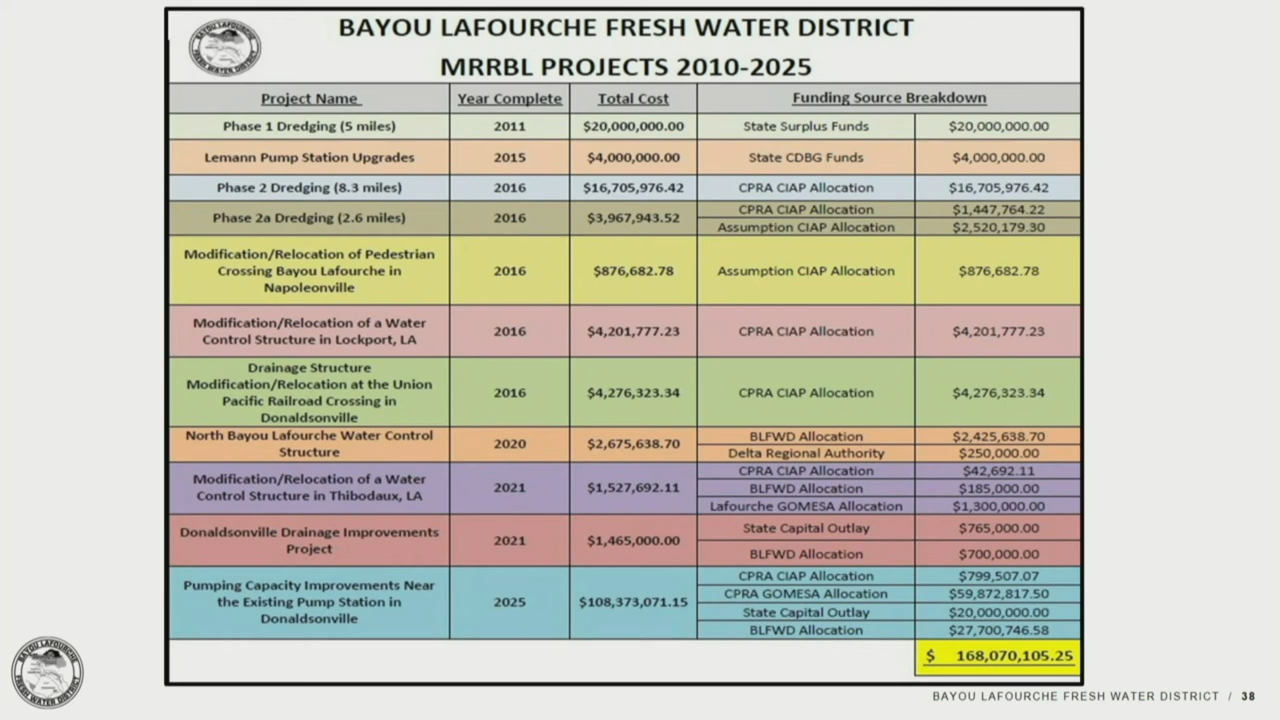 BAYOU LAFOURCHE FRESH WATER DISTRICT
MRRBL PROJECTS 2010-2025
BAYOU LAFOURCHE
FRESH WATER DISTRICT
Project Name Year Complete Total Cost Funding Source Breakdown
Phase 1 Dredging (5 miles) 2011 $20,000,000.00 State Surplus Funds $20,000,000.00
Lemann Pump Station Upgrades 2015 $4,000,000.00 State CDBG Funds $4,000,000.00
Phase 2 Dredging (8.3 miles) 2016 $16,705,976.42 CPRA CIAP Allocation $16,705,976.42
Phase 2a Dredging (2.6 miles) 2016 $3,967,943.52 CPRA CIAP Allocation $1,447,764.22
Assumption CIAP Allocation $2,520,179.30
Modification/Relocation of Pedestrian
Crossing Bayou Lafourche in
Napoleonville
2016 $876,682.78 Assumption CIAP Allocation $876,682.78
Modification/Relocation of a Water
Control Structure in Lockport, LA
2016 $4,201,777.23 CPRA CIAP Allocation $4,201,777.23
Drainage Structure
Modification/Relocation at the Union
Pacific Railroad Crossing in
Donaldsonville
2016 $4,276,323.34 CPRA CIAP Allocation $4,276,323.34
North Bayou Lafourche Water Control
Structure
2020 $2,675,638.70 BLFWD Allocation $2,425,638.70
Delta Regional Authority $250,000.00
Modification/Relocation of a Water
Control Structure in Thibodaux, LA
2021 $1,527,692.11 CPRA CIAP Allocation $42,692.11
BLFWD Allocation $185,000.00
Lafourche GOMESA Allocation $1,300,000.00
Donaldsonville Drainage Improvements
Project
2021 $1,465,000.00 State Capital Outlay $765,000.00
BLFWD Allocation $700,000.00
Pumping Capacity Improvements Near
the Existing Pump Station in
Donaldsonville
2025 $108,373,071.15 CPRA CIAP Allocation $799,507.07
CPRA GOMESA Allocation $59,872,817.50
State Capital Outlay $20,000,000.00
BLFWD Allocation $27,700,746.58
$ 168,070,105.25
BAYOU LAFOURCHE
FRESH WATER DISTRICT
BAYOU LAFOURCHE FRESH WATER DISTRICT / 38